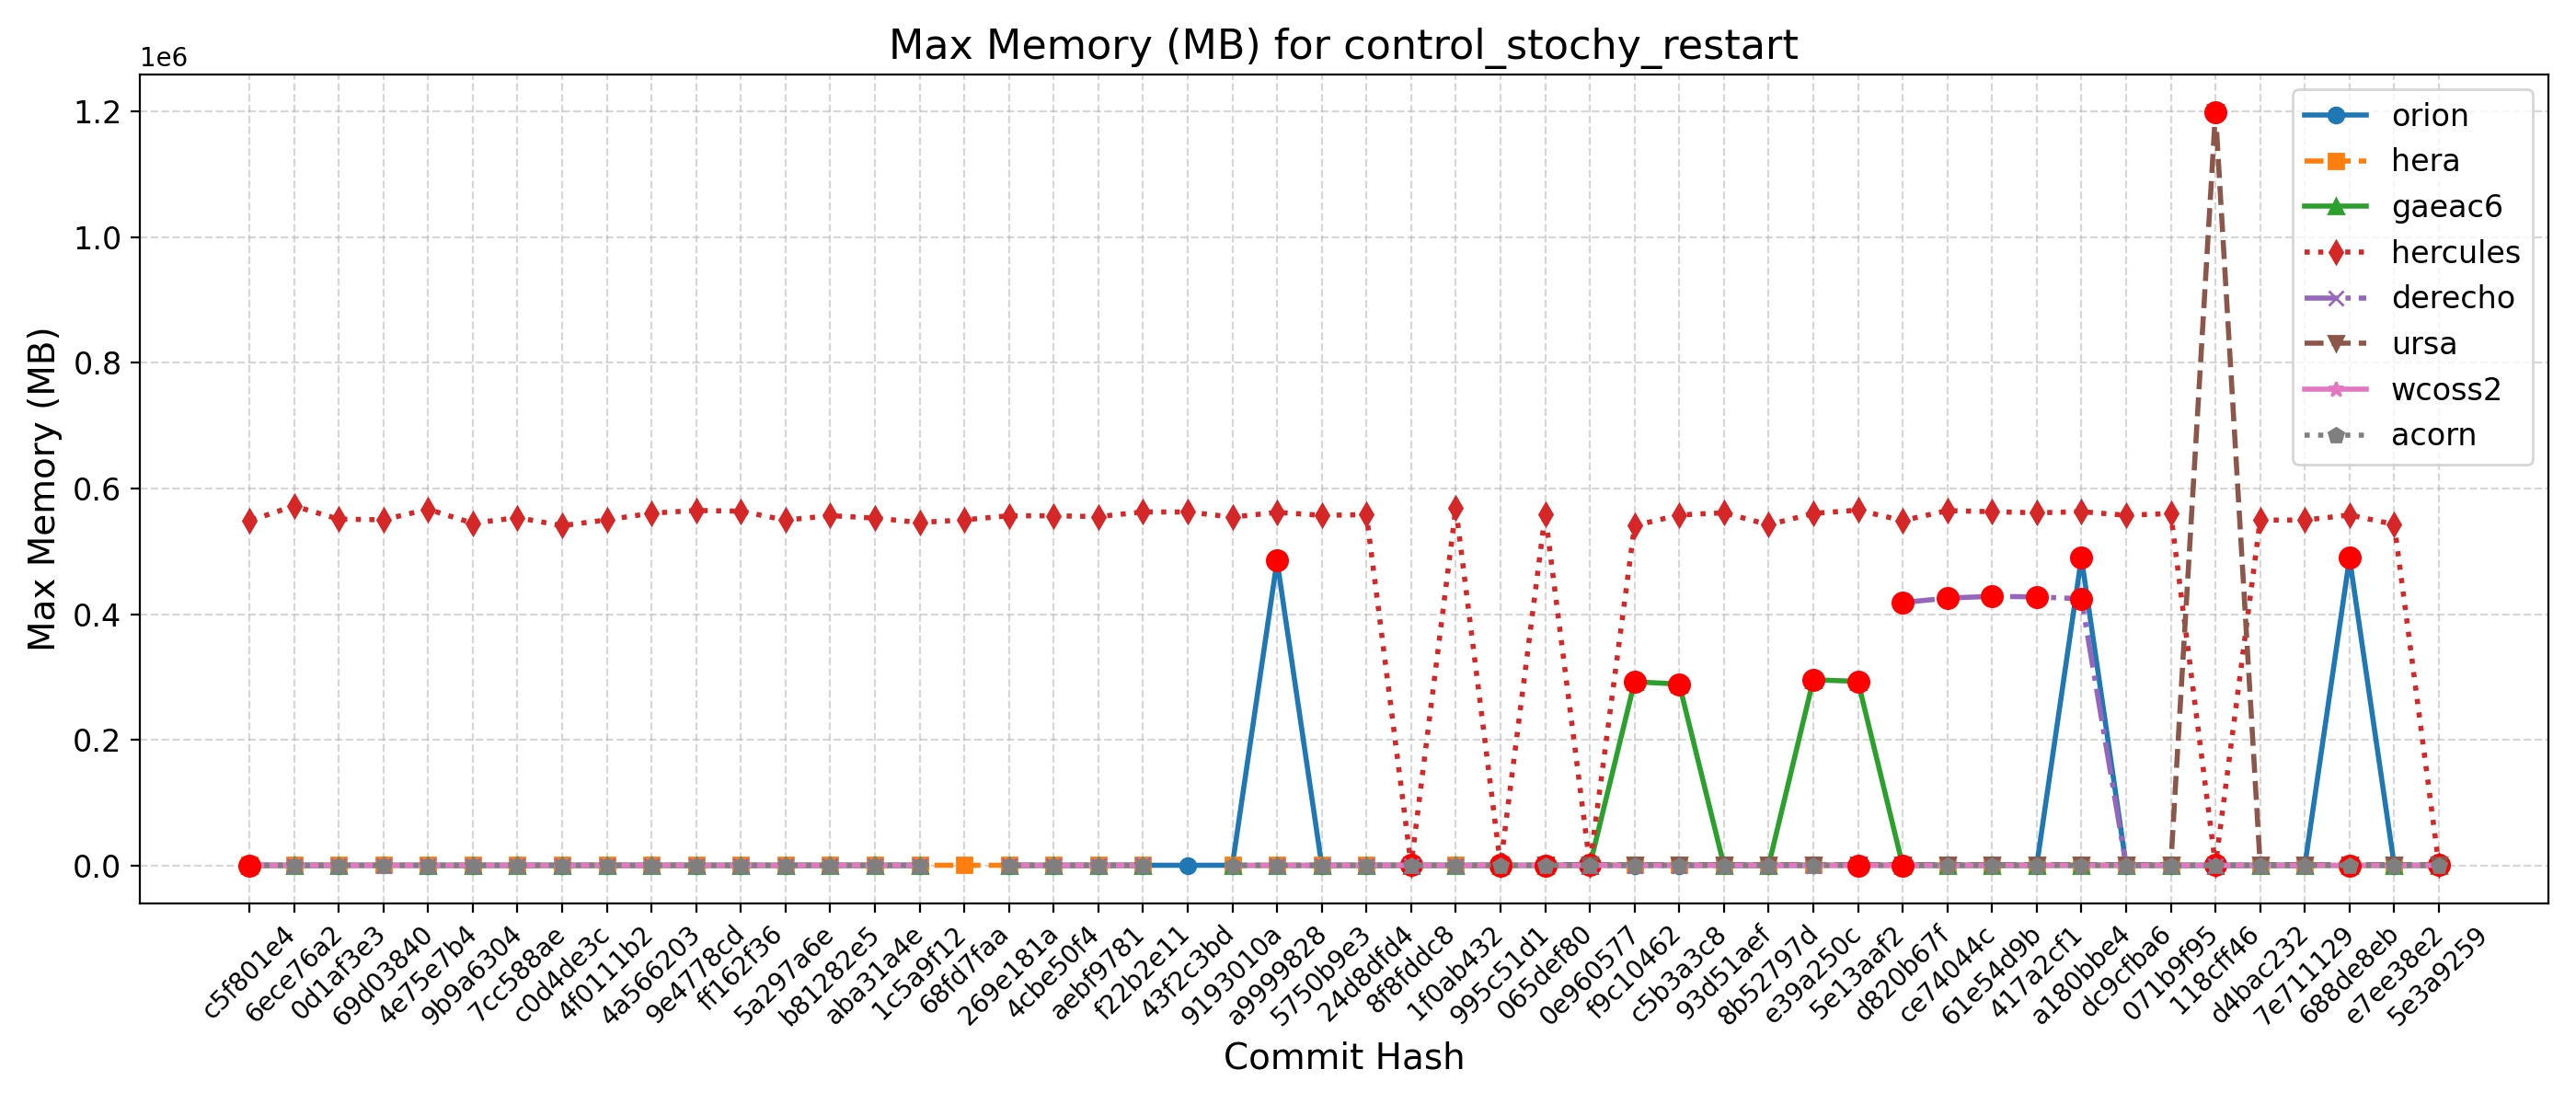 Max Memory (MB) for control_stochy_restart
1e6
1.2
1.0
0.8
0.6
0.4
0.2
0.0
Max Memory (MB)
orion
hera
gaeac6
hercules
derecho
ursa
wcoss2
acorn
c5f801e4
6ece76a2
0d1af3e3
69d03840
4e75e7b4
9b9a6304
7cc588ae
c0d4de3c
4f0111b2
4a566203
9e4778cd
ff162f36
5a297a6e
b81282e5
aba31a4e
1c5a9f12
68fd7faa
269e181a
4cbe50f4
aebf9781
f22b2e11
43f2c3bd
9193010a
a9999828
5750b9e3
24d8dfd4
8f8fddc8
1f0ab432
995c51d1
065def80
0e960577
f9c10462
c5b3a3c8
93d51aef
8b52797d
e39a250c
5e13aaf2
d820b67f
ce74044c
61e54d9b
417a2cf1
a180bbe4
dc9cfba6
071b9f95
118cff46
d4bac232
7e711129
688de8eb
e7ee38e2
5e3a9259
Commit Hash